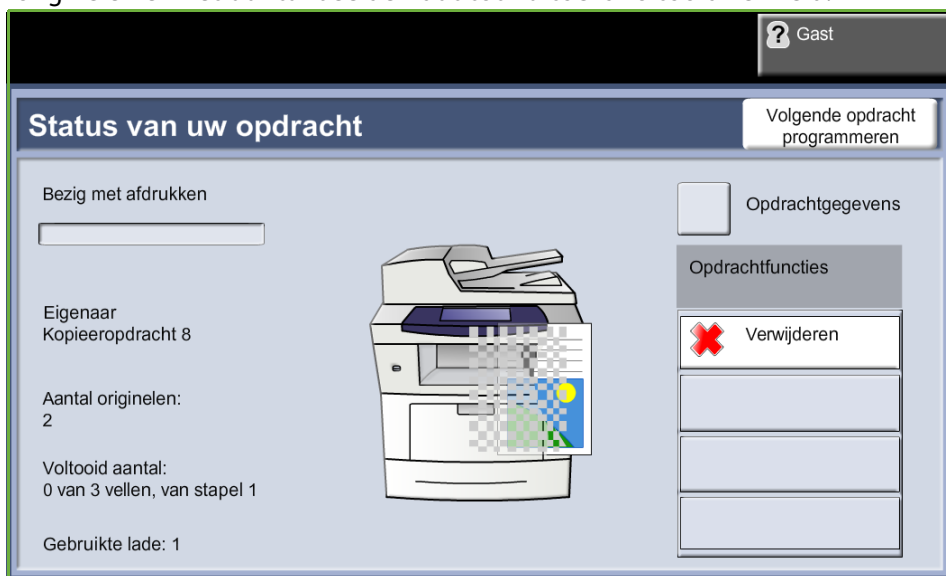 Gast
Status van uw opdracht
Volgende opdracht
programmeren
Bezig met afdrukken
Opdrachtgegevens
Opdrachtfuncties
Eigenaar
Kopieeropdracht 8
Verwijderen
Aantal originelen:
2
Voltooid aantal:
0 van 3 vellen, van stapel 1
Gebruikte lade: 1